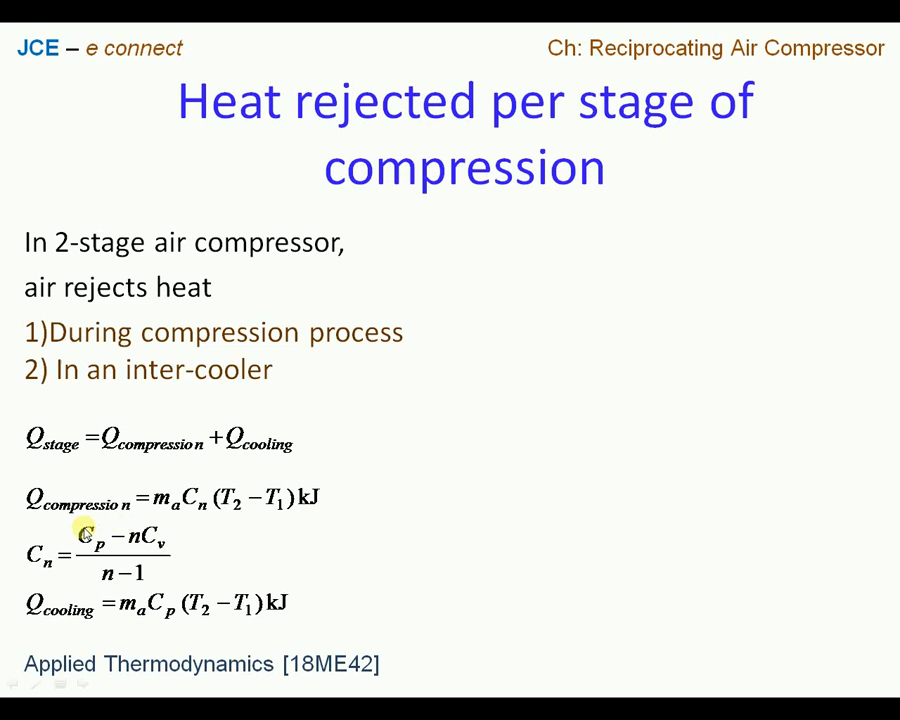 JCE – e connect
Ch: Reciprocating Air Compressor
Heat rejected per stage of
compression
In 2-stage air compressor,
air rejects heat
1)During compression process
2) In an inter-cooler
Q_stage = Q_compression + Q_cooling
Q_compression = m_a C_n (T_2 − T_1) kJ
C_n = (C_p − nC_v) / (n − 1)
Q_cooling = m_a C_p (T_2 − T_1) kJ
Applied Thermodynamics [18ME42]